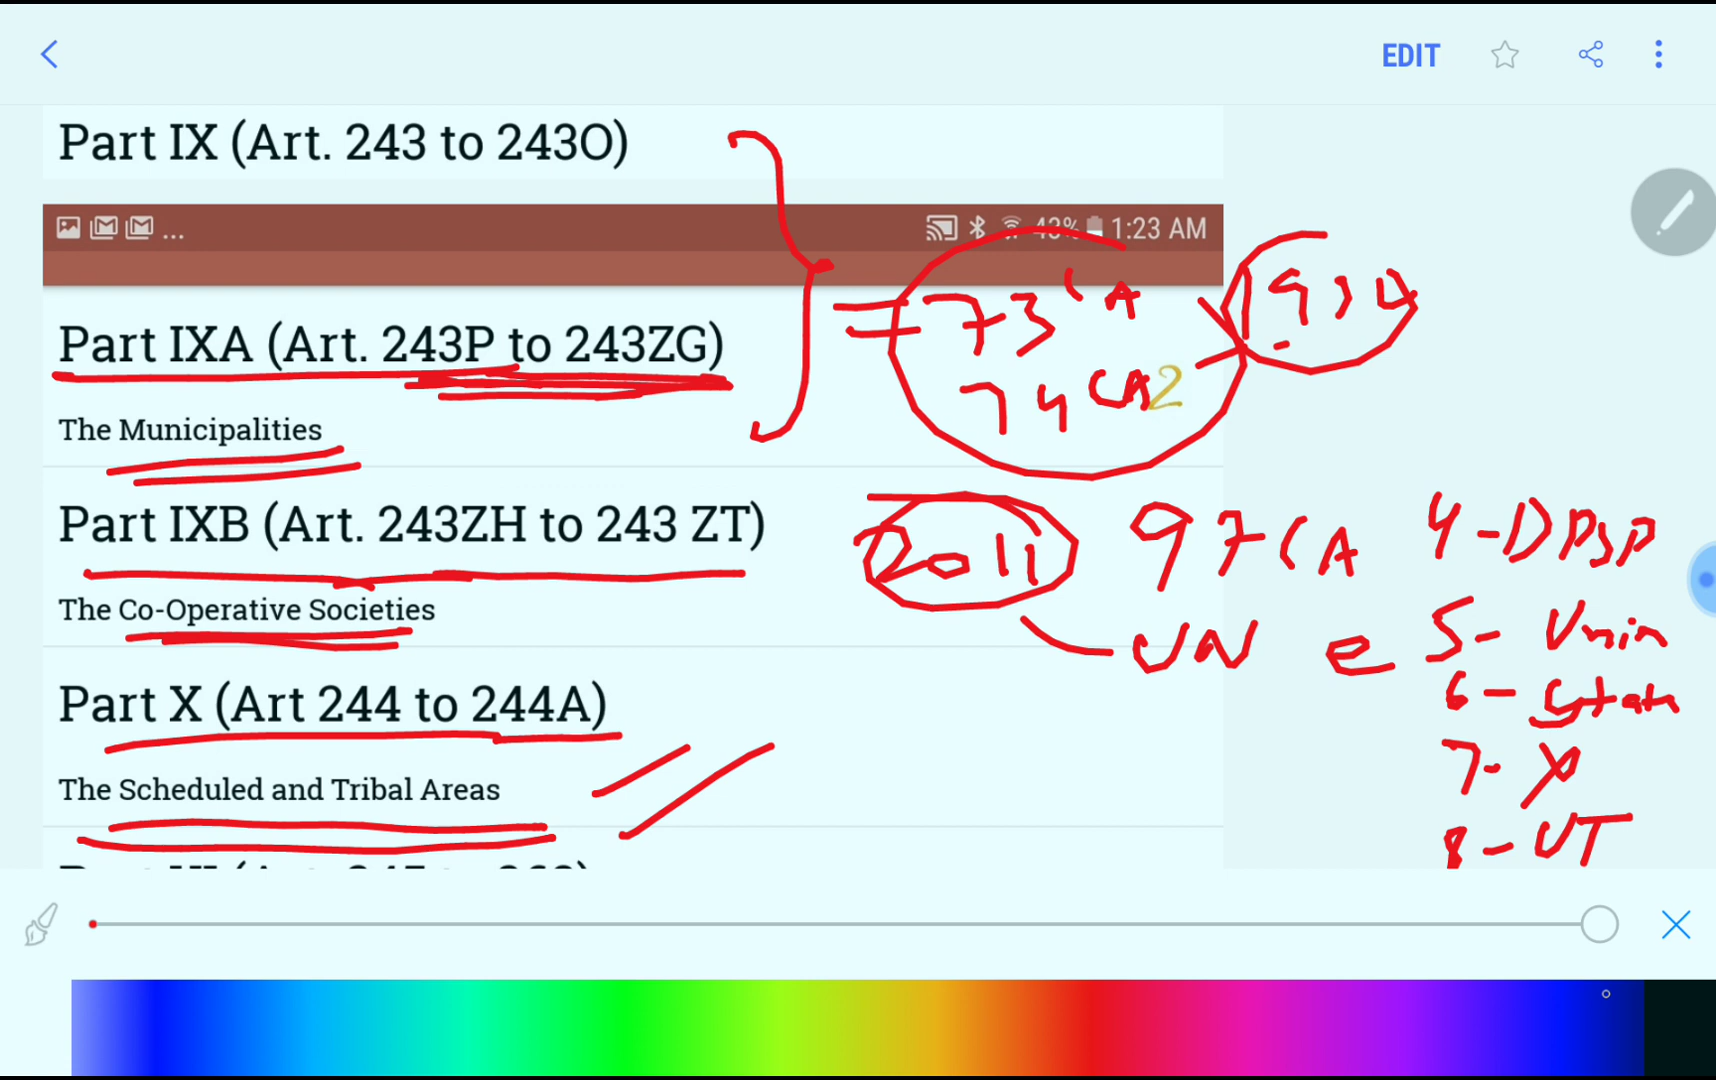 EDIT
Part IX (Art. 243 to 243O)
... 43% 1:23 AM
Part IXA (Art. 243P to 243ZG)
73 CA
74 CA 2
The Municipalities
Part IXB (Art. 243ZH to 243 ZT)
2011 97 CA 4-DPSP
The Co-Operative Societies
UN 5- Union
6-
Part X (Art 244 to 244A)
7- X
The Scheduled and Tribal Areas
8-UT